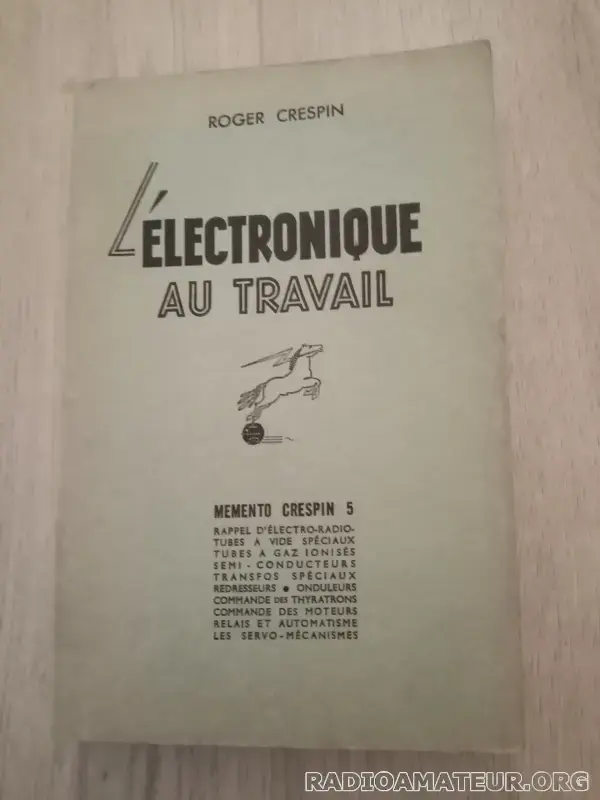 ROGER CRESPIN
L'ÉLECTRONIQUE
AU TRAVAIL
MEMENTO CRESPIN 5
RAPPEL D'ÉLECTRO-RADIO-
TUBES A VIDE SPÉCIAUX
TUBES A GAZ IONISÉS
SEMI-CONDUCTEURS
TRANSFOS SPÉCIAUX
REDRESSEURS ● ONDULEURS
COMMANDE DES THYRATRONS
COMMANDE DES MOTEURS
RELAIS ET AUTOMATISME
LES SERVO-MÉCANISMES
RADIOAMATEUR.ORG